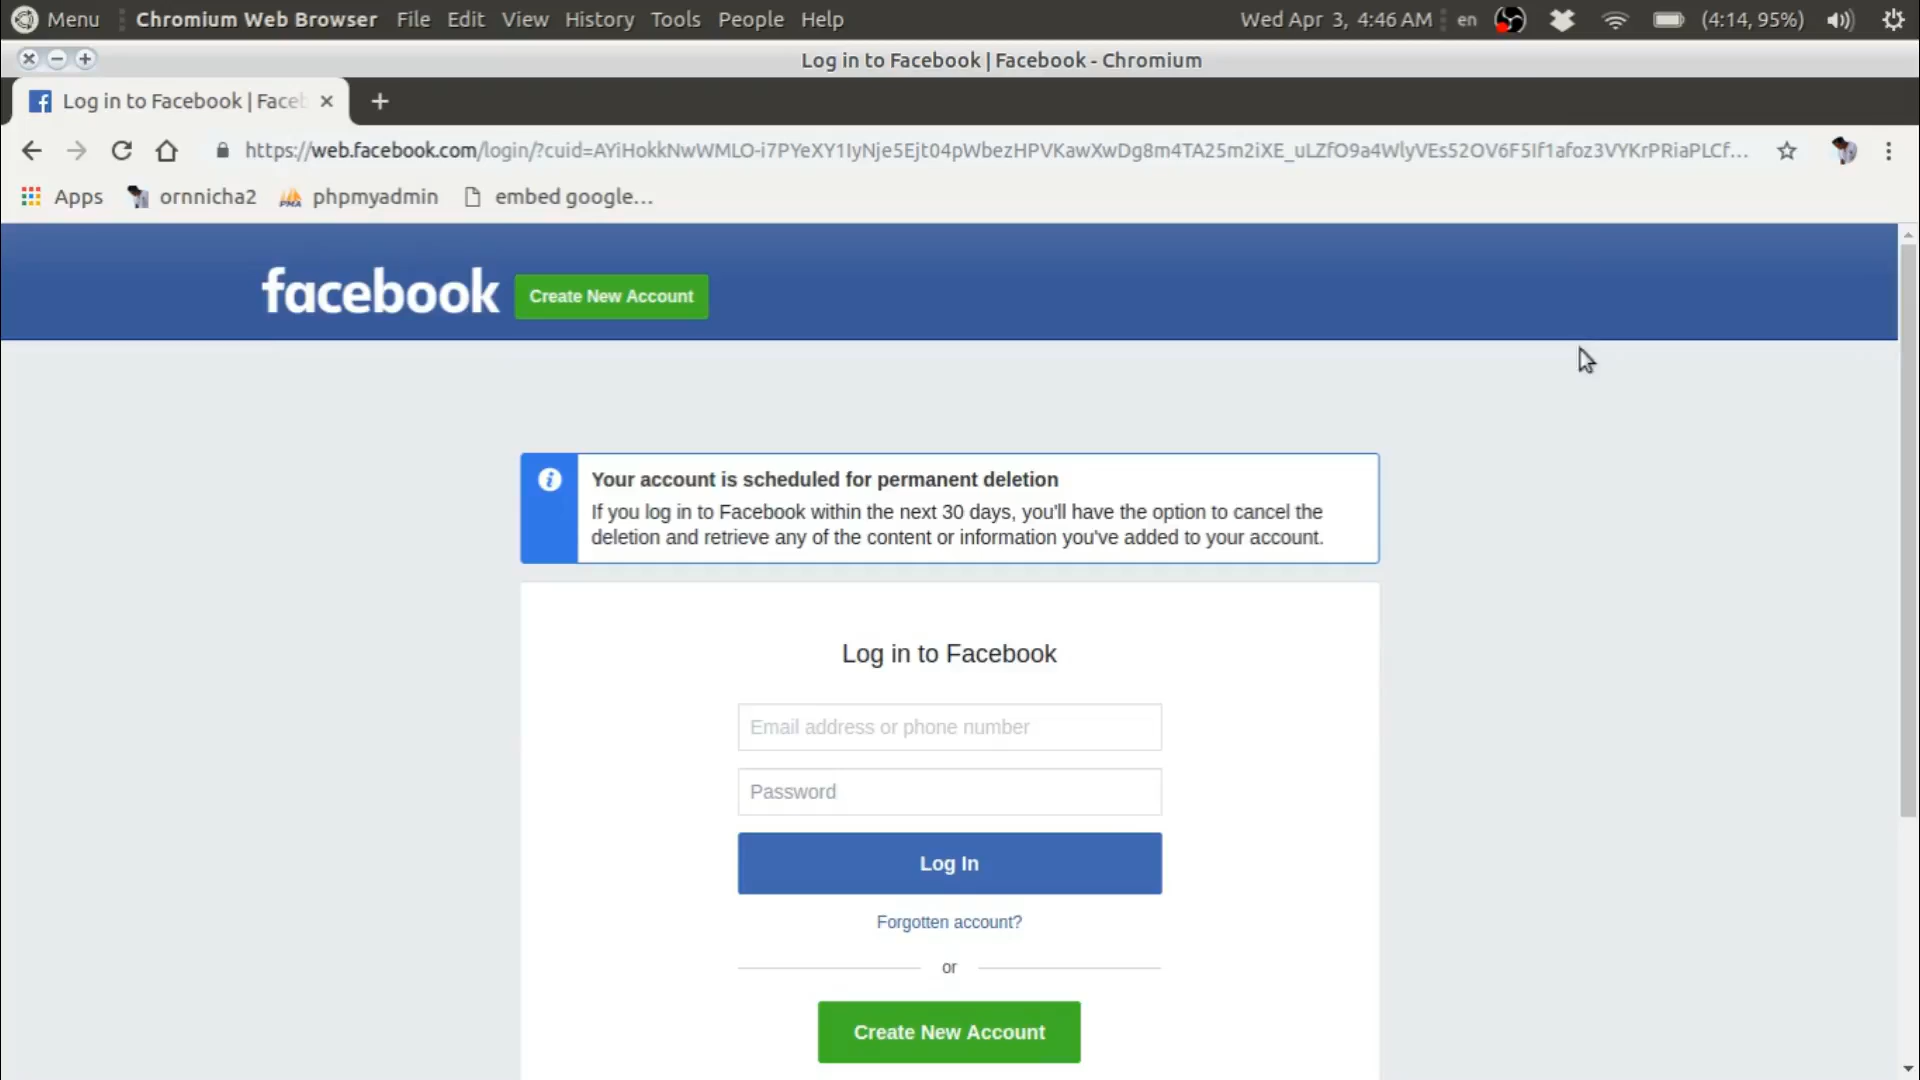 Menu Chromium Web Browser File Edit View History Tools People Help Wed Apr 3, 4:46 AM en (4:14, 95%)
Log in to Facebook | Facebook - Chromium
Log in to Facebook | Faceb
https://web.facebook.com/login/?cuid=AYiHokkNwWMLO-i7PYeXY1IyNje5Ejt04pWbezHPVKawXwDg8m4TA25m2iXE_uLZfO9a4WlyVEs52OV6F5If1afoz3VYKrPRiaPLCf...
Apps ornnicha2 PMA phpmyadmin embed google...
facebook Create New Account
Your account is scheduled for permanent deletion
If you log in to Facebook within the next 30 days, you'll have the option to cancel the
deletion and retrieve any of the content or information you've added to your account.
Log in to Facebook
Email address or phone number
Password
Log In
Forgotten account?
or
Create New Account